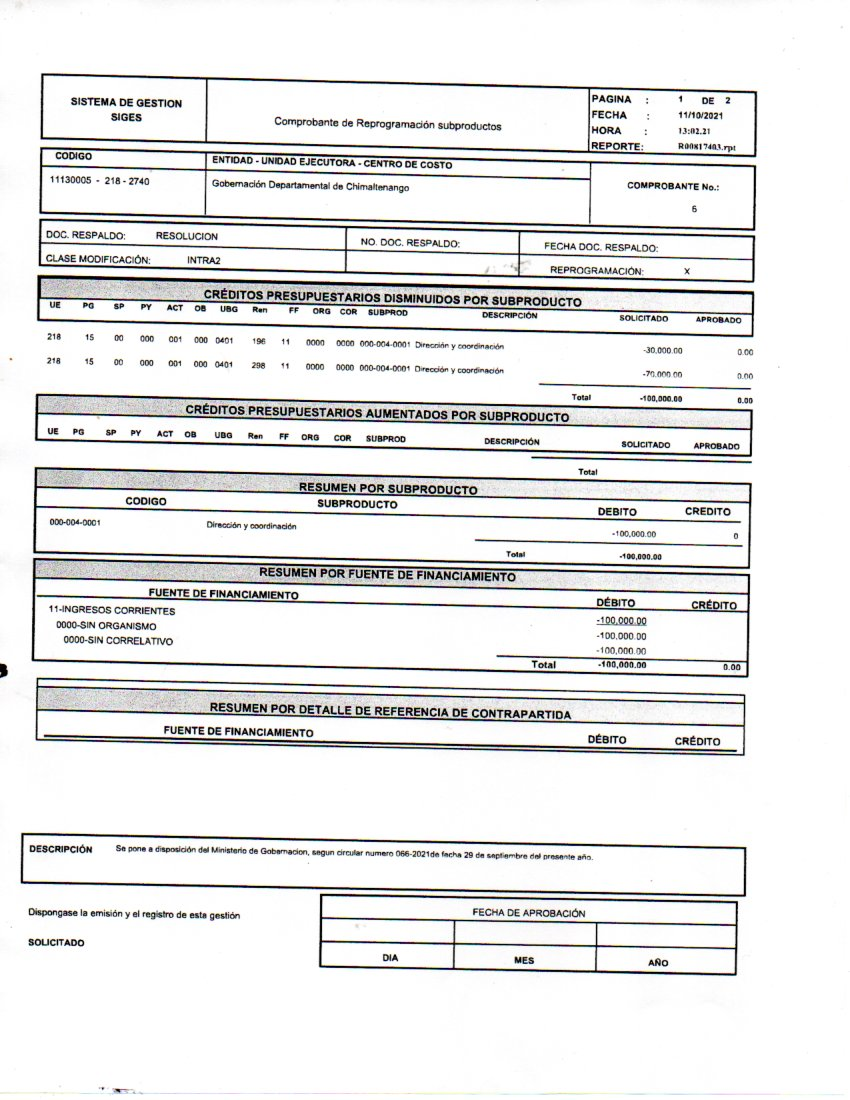 SISTEMA DE GESTION
SIGES
Comprobante de Reprogramación subproductos
PAGINA : 1 DE 2
FECHA : 11/10/2021
HORA : 13:02.21
REPORTE: R00817403.rpt
CODIGO
ENTIDAD - UNIDAD EJECUTORA - CENTRO DE COSTO
11130005 - 218 - 2740
Gobernación Departamental de Chimaltenango
COMPROBANTE No.:
6
DOC. RESPALDO: RESOLUCION
NO. DOC. RESPALDO:
FECHA DOC. RESPALDO:
CLASE MODIFICACIÓN: INTRA2
REPROGRAMACIÓN: X
CRÉDITOS PRESUPUESTARIOS DISMINUIDOS POR SUBPRODUCTO
UE PG SP PY ACT OB UBG Ren FF ORG COR SUBPROD DESCRIPCIÓN SOLICITADO APROBADO
218 15 00 000 001 000 0401 196 11 0000 0000 000-004-0001 Dirección y coordinación -30,000.00 0.00
218 15 00 000 001 000 0401 298 11 0000 0000 000-004-0001 Dirección y coordinación -70,000.00 0.00
Total -100,000.00 0.00
CRÉDITOS PRESUPUESTARIOS AUMENTADOS POR SUBPRODUCTO
UE PG SP PY ACT OB UBG Ren FF ORG COR SUBPROD DESCRIPCIÓN SOLICITADO APROBADO
Total
RESUMEN POR SUBPRODUCTO
CODIGO SUBPRODUCTO DEBITO CREDITO
000-004-0001 Dirección y coordinación -100,000.00 0
Total -100,000.00
RESUMEN POR FUENTE DE FINANCIAMIENTO
FUENTE DE FINANCIAMIENTO DÉBITO CRÉDITO
11-INGRESOS CORRIENTES -100,000.00
0000-SIN ORGANISMO -100,000.00
0000-SIN CORRELATIVO -100,000.00
Total -100,000.00 0.00
RESUMEN POR DETALLE DE REFERENCIA DE CONTRAPARTIDA
FUENTE DE FINANCIAMIENTO DÉBITO CRÉDITO
DESCRIPCIÓN Se pone a disposición del Ministerio de Gobernacion, segun circular numero 066-2021de fecha 29 de septiembre del presente año.
Dispongase la emisión y el registro de esta gestión
SOLICITADO
FECHA DE APROBACIÓN
DIA MES AÑO